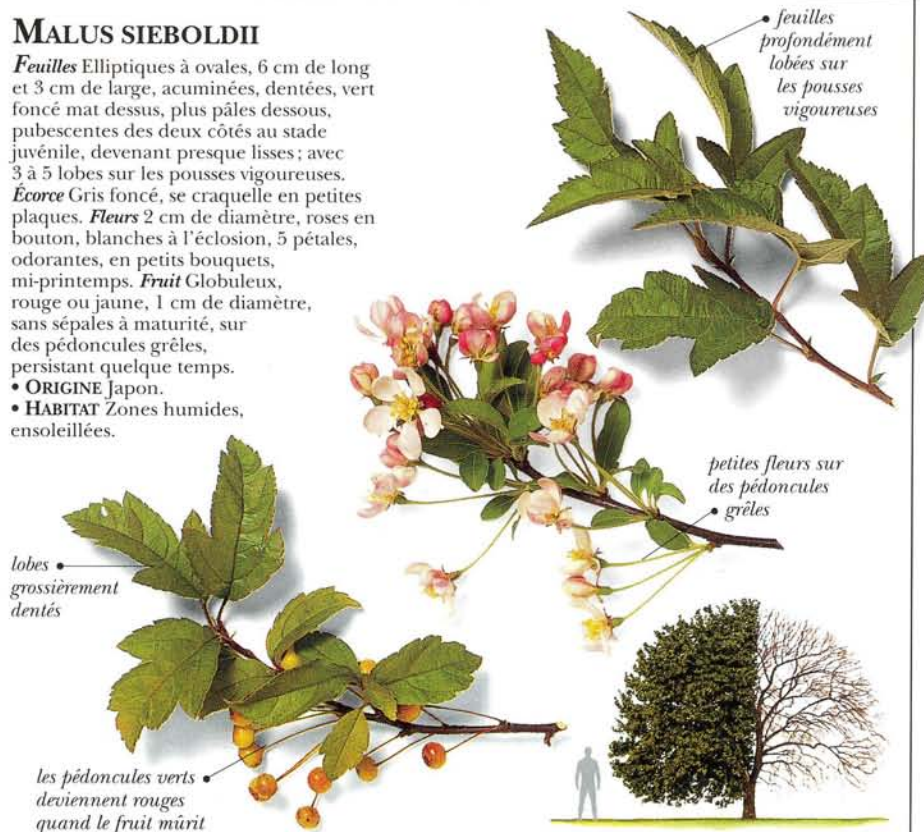 MALUS SIEBOLDII
Feuilles Elliptiques à ovales, 6 cm de long
et 3 cm de large, acuminées, dentées, vert
foncé mat dessus, plus pâles dessous,
pubescentes des deux côtés au stade
juvénile, devenant presque lisses ; avec
3 à 5 lobes sur les pousses vigoureuses.
Écorce Gris foncé, se craquelle en petites
plaques. Fleurs 2 cm de diamètre, roses en
bouton, blanches à l'éclosion, 5 pétales,
odorantes, en petits bouquets,
mi-printemps. Fruit Globuleux,
rouge ou jaune, 1 cm de diamètre,
sans sépales à maturité, sur
des pédoncules grêles,
persistant quelque temps.
• ORIGINE Japon.
• HABITAT Zones humides,
ensoleillées.
feuilles
profondément
lobées sur
les pousses
vigoureuses
petites fleurs sur
des pédoncules
grêles
lobes
grossièrement
dentés
les pédoncules verts
deviennent rouges
quand le fruit mûrit